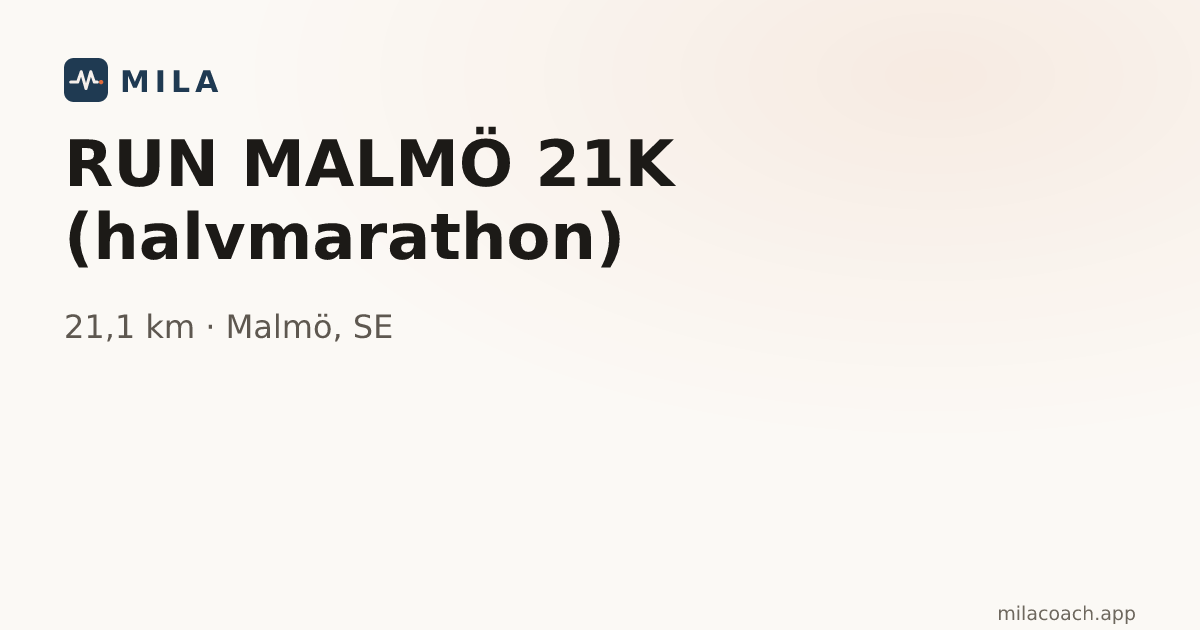 MILA
RUN MALMÖ 21K
(halvmarathon)
21,1 km · Malmö, SE
milacoach.app